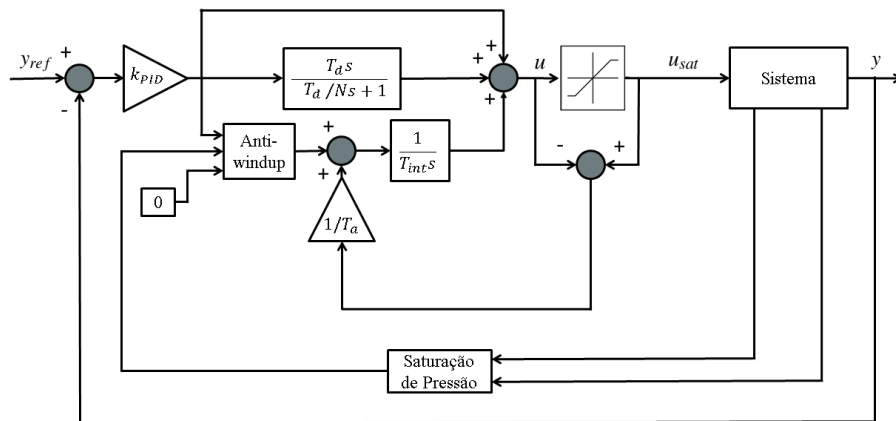 y_ref
+
-
k_PID
T_d s
T_d /Ns + 1
+
+
+
u
u_sat
Sistema
y
Anti-
windup
0
+
+
1
T_int s
1/T_a
-
+
Saturação
de Pressão